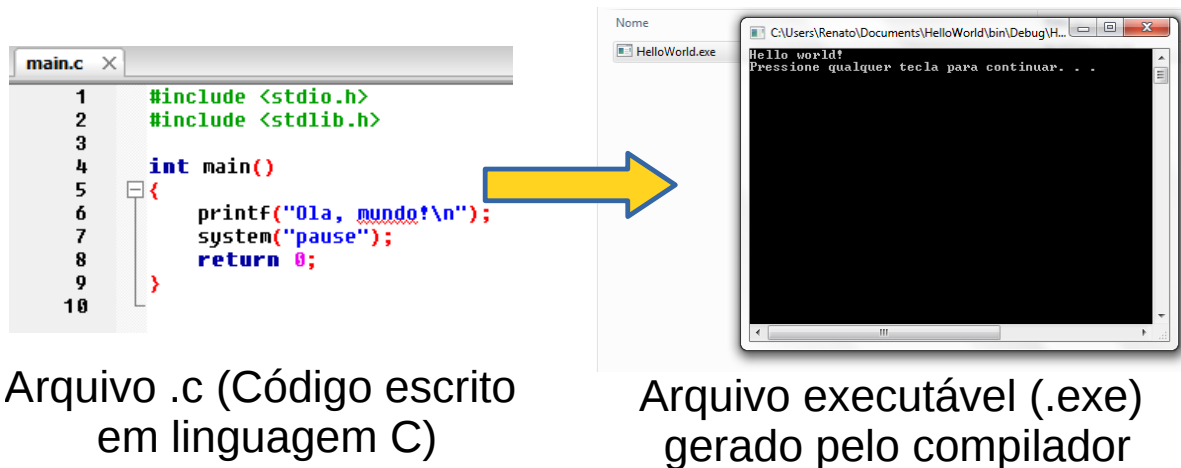 main.c
1 #include <stdio.h>
2 #include <stdlib.h>
3
4 int main()
5 {
6 printf("Ola, mundo!\n");
7 system("pause");
8 return 0;
9 }
10
Arquivo .c (Código escrito
em linguagem C)
Nome
HelloWorld.exe
C:\Users\Renato\Documents\HelloWorld\bin\Debug\H...
Hello world!
Pressione qualquer tecla para continuar. . .
Arquivo executável (.exe)
gerado pelo compilador